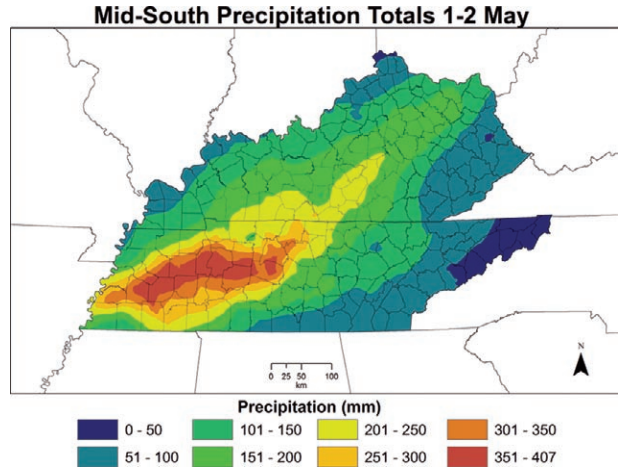 Mid-South Precipitation Totals 1-2 May
N
0 25 50 100
km
Precipitation (mm)
0 - 50 101 - 150 201 - 250 301 - 350
51 - 100 151 - 200 251 - 300 351 - 407